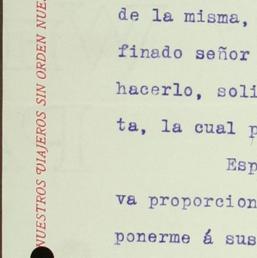 de la misma,
finado señor
hacerlo, soli
ta, la cual p
Esp
va proporcion
ponerme á sus
NUESTROS VIAJEROS SIN ORDEN NUE